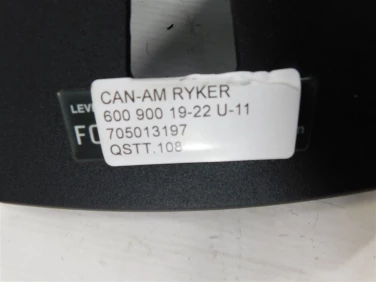 CAN-AM RYKER
600 900 19-22 U-11
705013197
QSTT.108